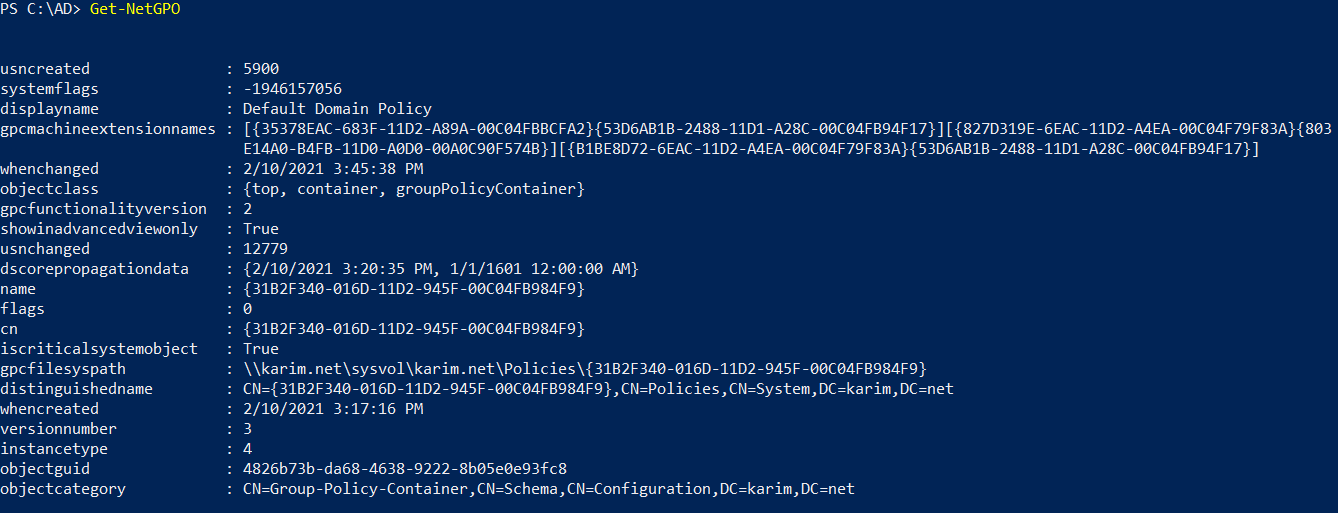 PS C:\AD> Get-NetGPO
usncreated : 5900
systemflags : -1946157056
displayname : Default Domain Policy
gpcmachineextensionnames : [{35378EAC-683F-11D2-A89A-00C04FBBCFA2}{53D6AB1B-2488-11D1-A28C-00C04FB94F17}][{827D319E-6EAC-11D2-A4EA-00C04F79F83A}{803
E14A0-B4FB-11D0-A0D0-00A0C90F574B}][{B1BE8D72-6EAC-11D2-A4EA-00C04F79F83A}{53D6AB1B-2488-11D1-A28C-00C04FB94F17}]
whenchanged : 2/10/2021 3:45:38 PM
objectclass : {top, container, groupPolicyContainer}
gpcfunctionalityversion : 2
showinadvancedviewonly : True
usnchanged : 12779
dscorepropagationdata : {2/10/2021 3:20:35 PM, 1/1/1601 12:00:00 AM}
name : {31B2F340-016D-11D2-945F-00C04FB984F9}
flags : 0
cn : {31B2F340-016D-11D2-945F-00C04FB984F9}
iscriticalsystemobject : True
gpcfilesyspath : \\karim.net\sysvol\karim.net\Policies\{31B2F340-016D-11D2-945F-00C04FB984F9}
distinguishedname : CN={31B2F340-016D-11D2-945F-00C04FB984F9},CN=Policies,CN=System,DC=karim,DC=net
whencreated : 2/10/2021 3:17:16 PM
versionnumber : 3
instancetype : 4
objectguid : 4826b73b-da68-4638-9222-8b05e0e93fc8
objectcategory : CN=Group-Policy-Container,CN=Schema,CN=Configuration,DC=karim,DC=net